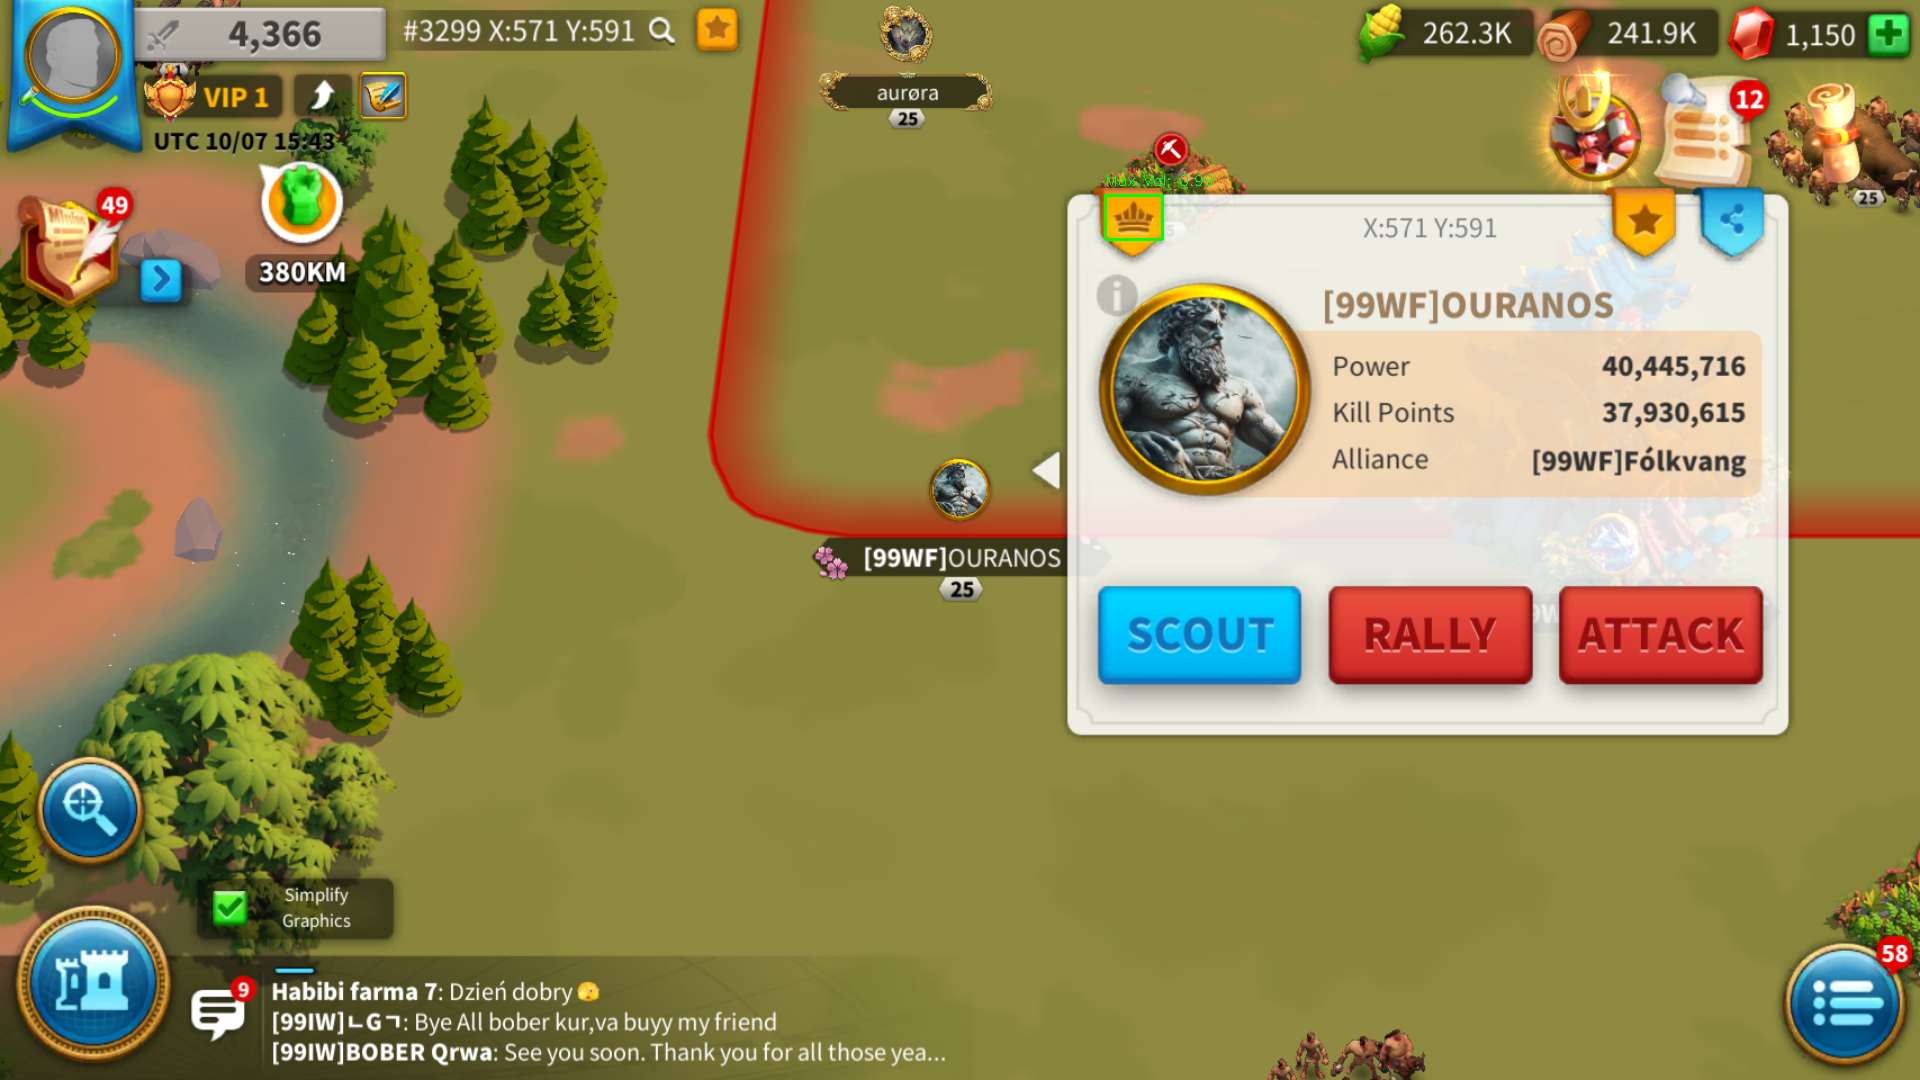 4,366
#3299 X:571 Y:591
262.3K
241.9K
1,150
VIP 1
UTC 10/07 15:43
aurøra
25
12
25
49
Mission
380KM
X:571 Y:591
[99WF]OURANOS
Power 40,445,716
Kill Points 37,930,615
Alliance [99WF]Fólkvang
[99WF]OURANOS
25
SCOUT
RALLY
ATTACK
Simplify
Graphics
58
9
Habibi farma 7: Dzień dobry🫣
[99IW]ㄴGㄱ: Bye All bober kur,va buyy my friend
[99IW]BOBER Qrwa: See you soon. Thank you for all those yea...